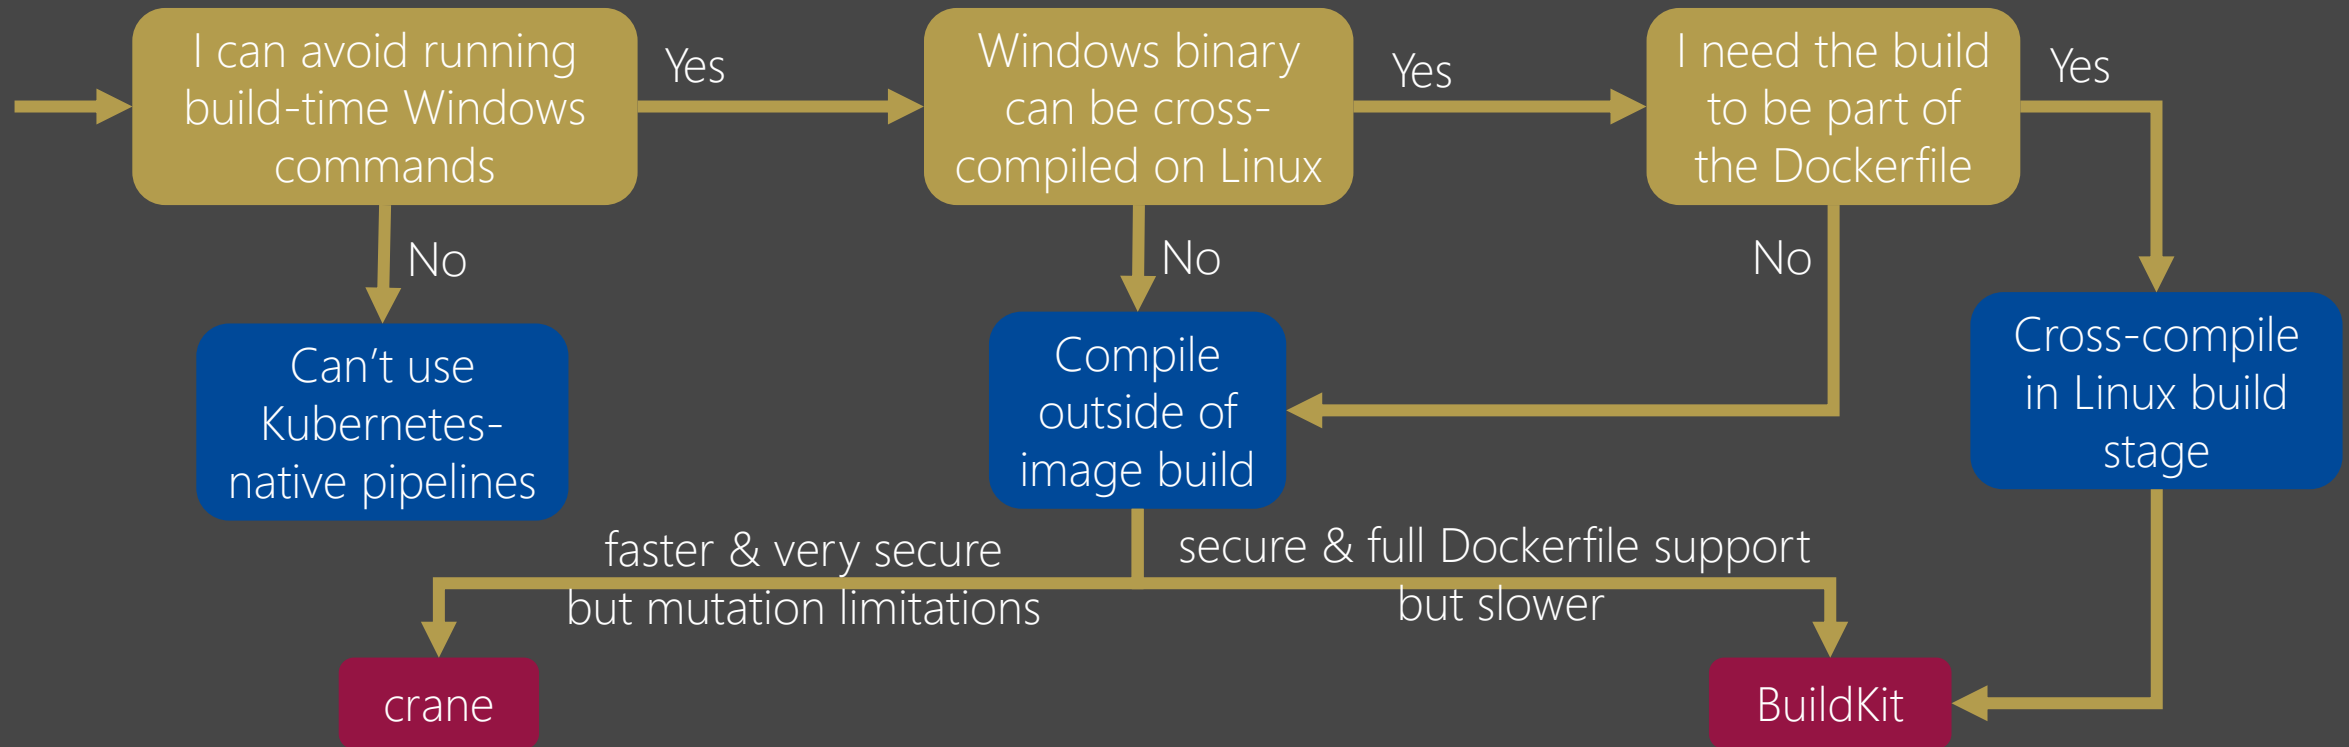 I can avoid running
build-time Windows
commands
Yes
Windows binary
can be cross-
compiled on Linux
Yes
I need the build
to be part of
the Dockerfile
Yes
No
No
No
Can’t use
Kubernetes-
native pipelines
Compile
outside of
image build
Cross-compile
in Linux build
stage
faster & very secure
but mutation limitations
secure & full Dockerfile support
but slower
crane
BuildKit